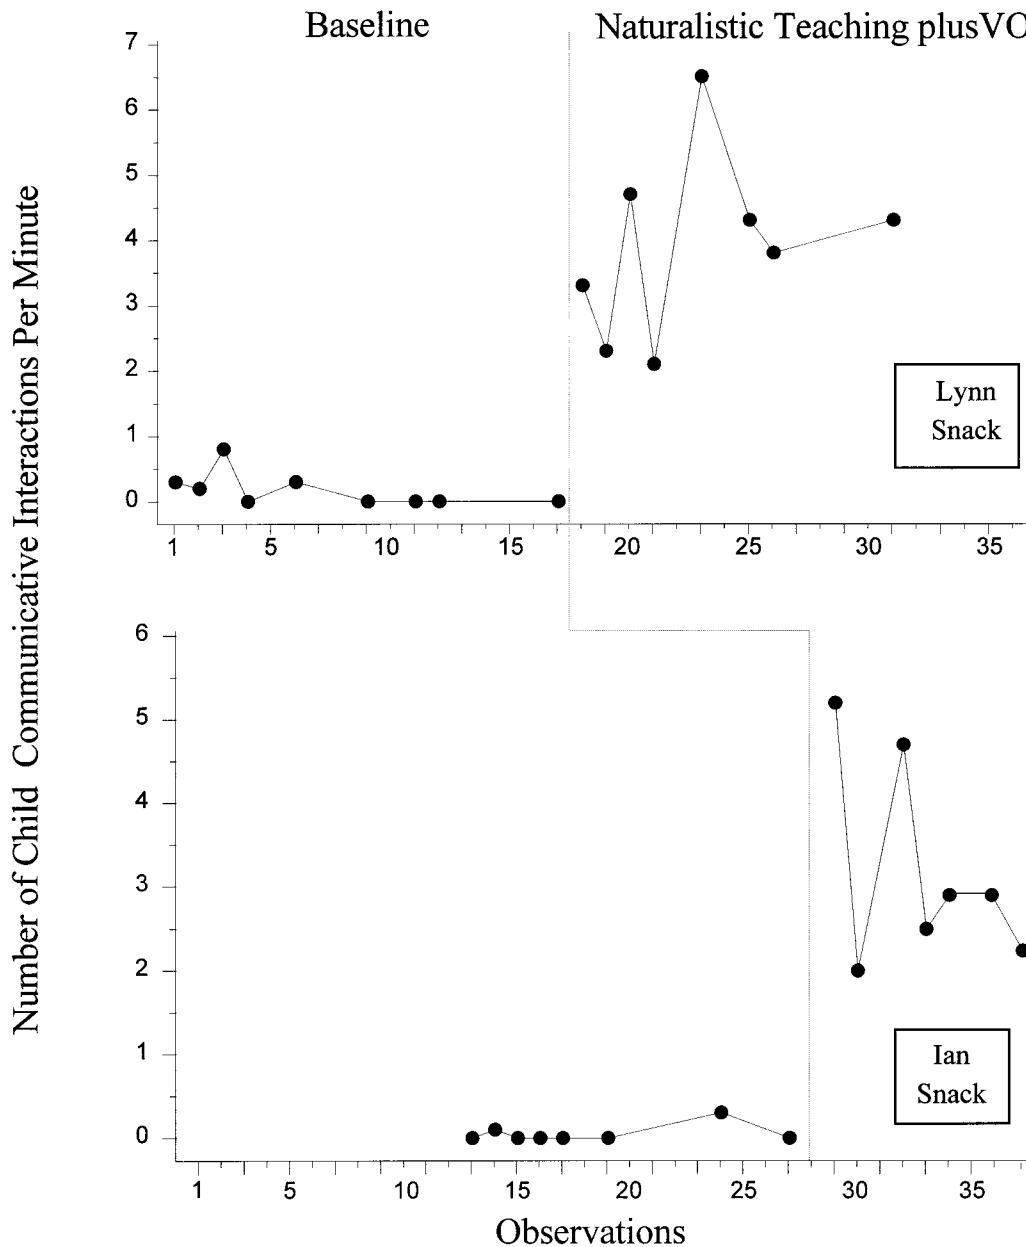 Baseline
Naturalistic Teaching plusVO
Number of Child Communicative Interactions Per Minute
7
6
5
4
3
2
1
0
Lynn
Snack
1 5 10 15 20 25 30 35
6
5
4
3
2
1
0
Ian
Snack
1 5 10 15 20 25 30 35
Observations